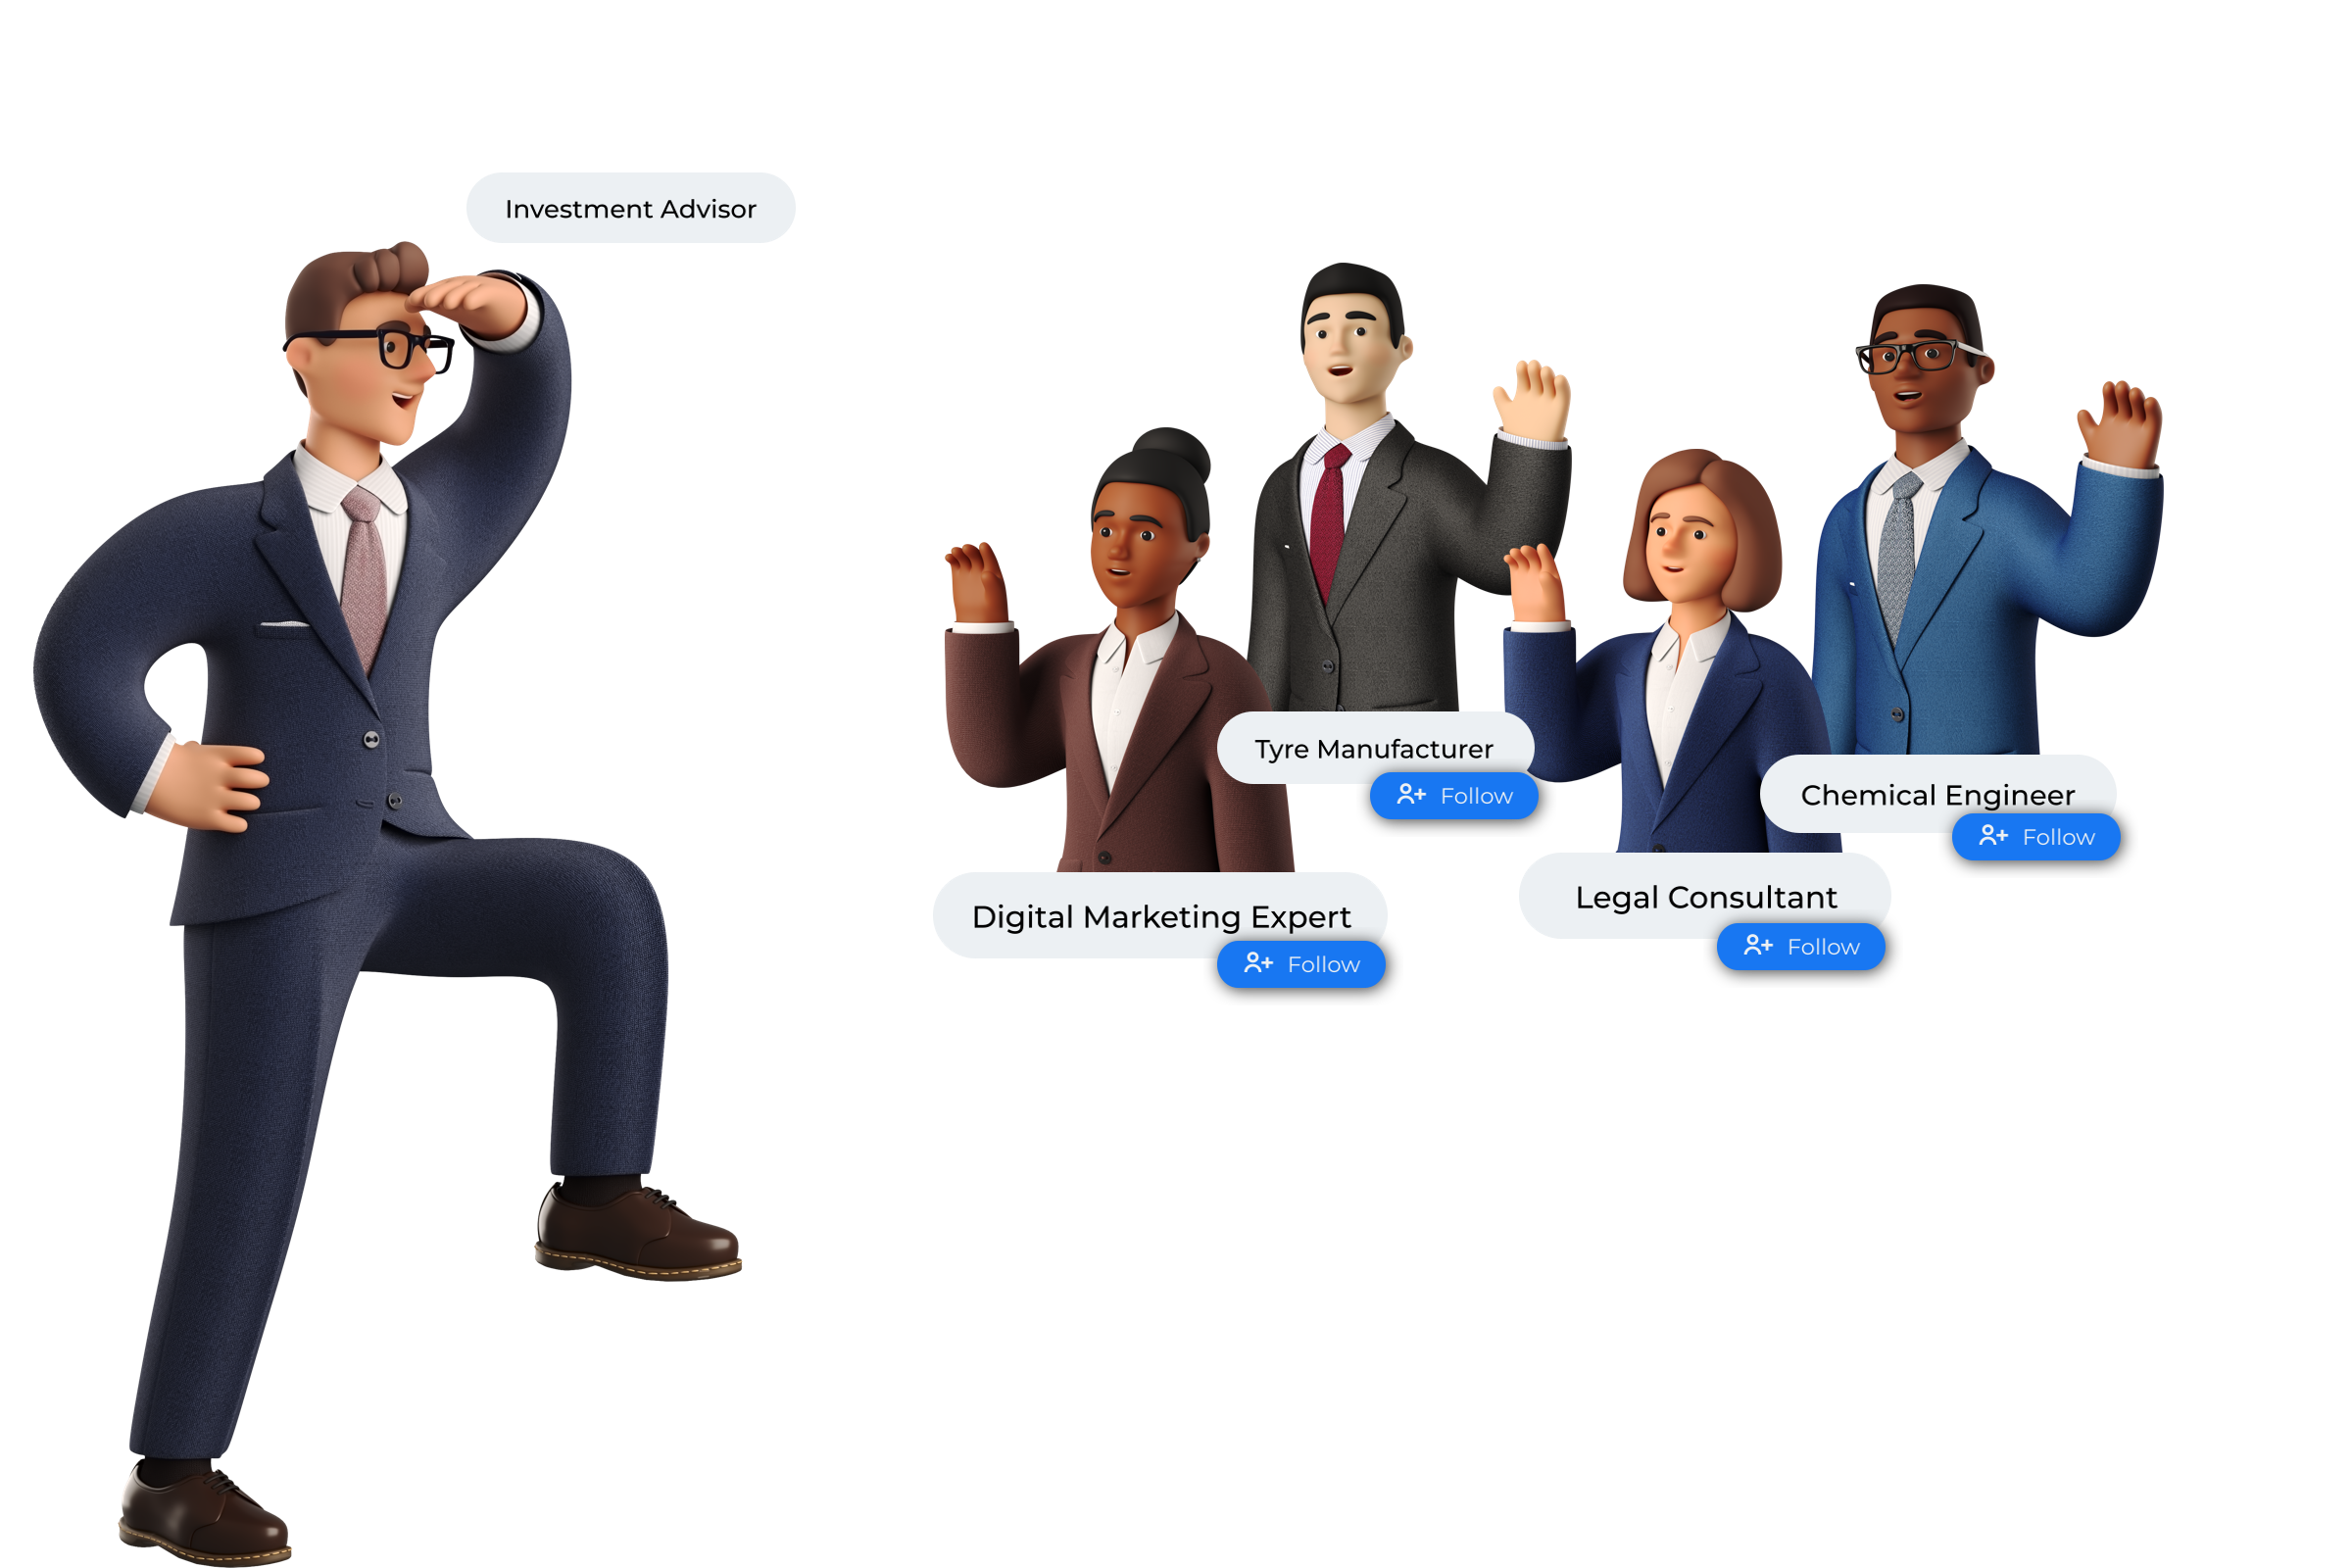 Investment Advisor
Tyre Manufacturer
Follow
Chemical Engineer
Follow
Legal Consultant
Follow
Digital Marketing Expert
Follow